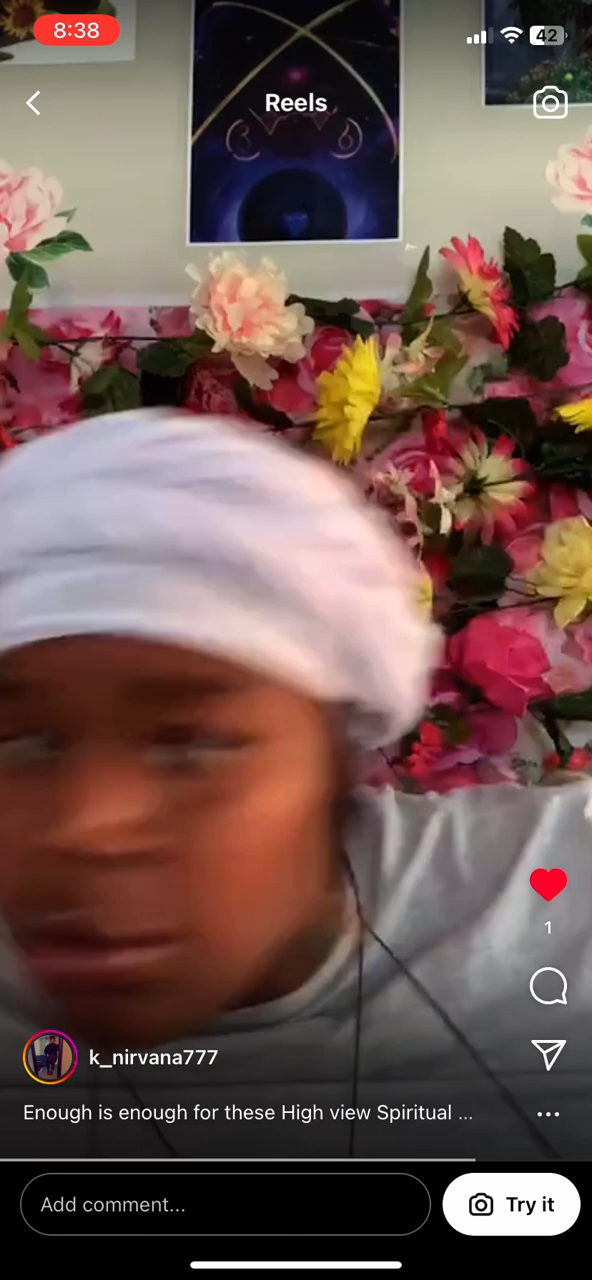 8:38
42
Reels
1
k_nirvana777
Enough is enough for these High view Spiritual ...
Add comment...
Try it